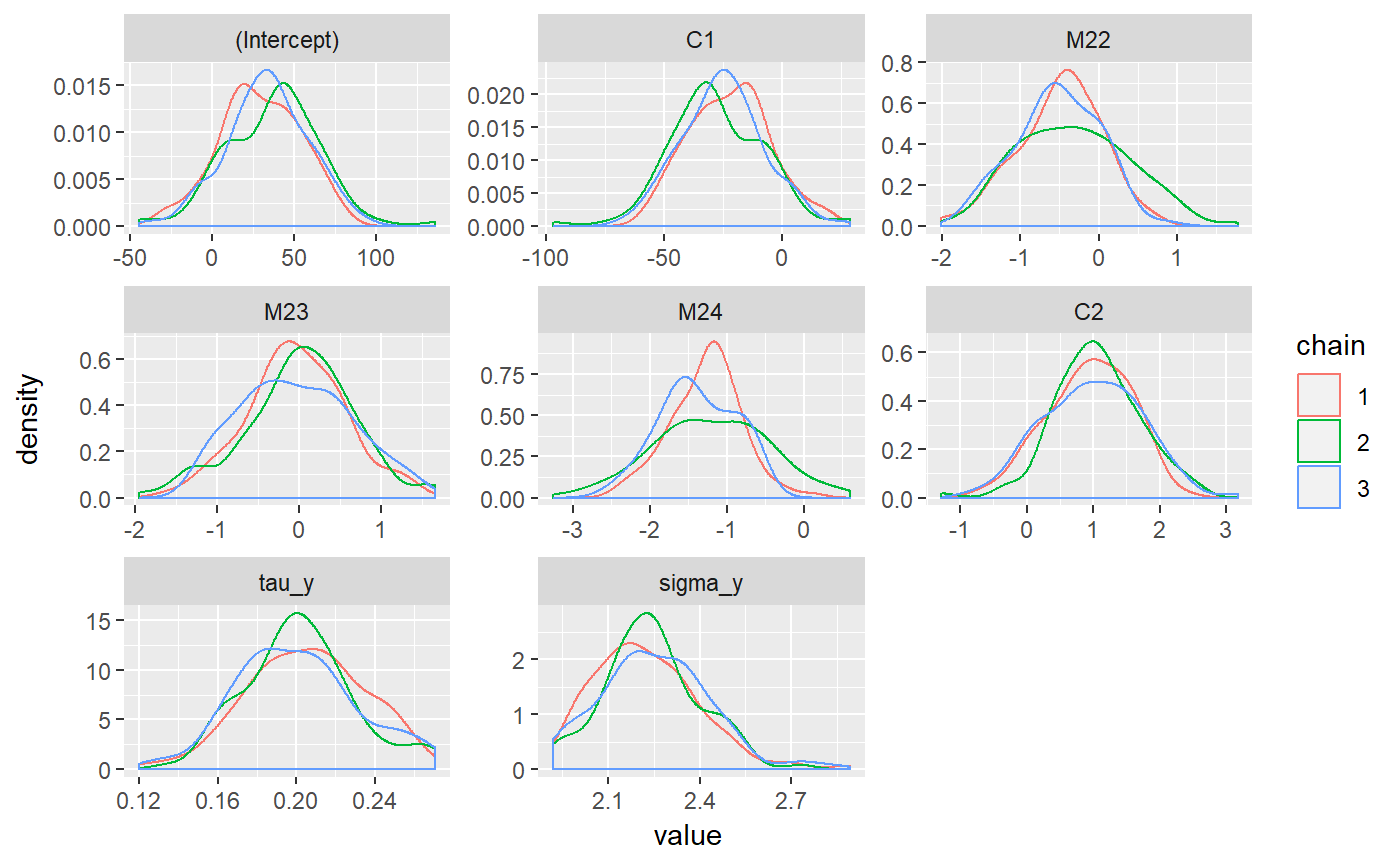 (Intercept) C1 M22
0.015 0.010 0.005 0.000
-50 0 50 100
0.020 0.015 0.010 0.005 0.000
-100 -50 0
0.8 0.6 0.4 0.2 0.0
-2 -1 0 1
M23 M24 C2
0.6 0.4 0.2 0.0
-2 -1 0 1
0.75 0.50 0.25 0.00
-3 -2 -1 0
0.6 0.4 0.2 0.0
-1 0 1 2 3
tau_y sigma_y
15 10 5 0
0.12 0.16 0.20 0.24
2 1 0
2.1 2.4 2.7
density
value
chain
1
2
3